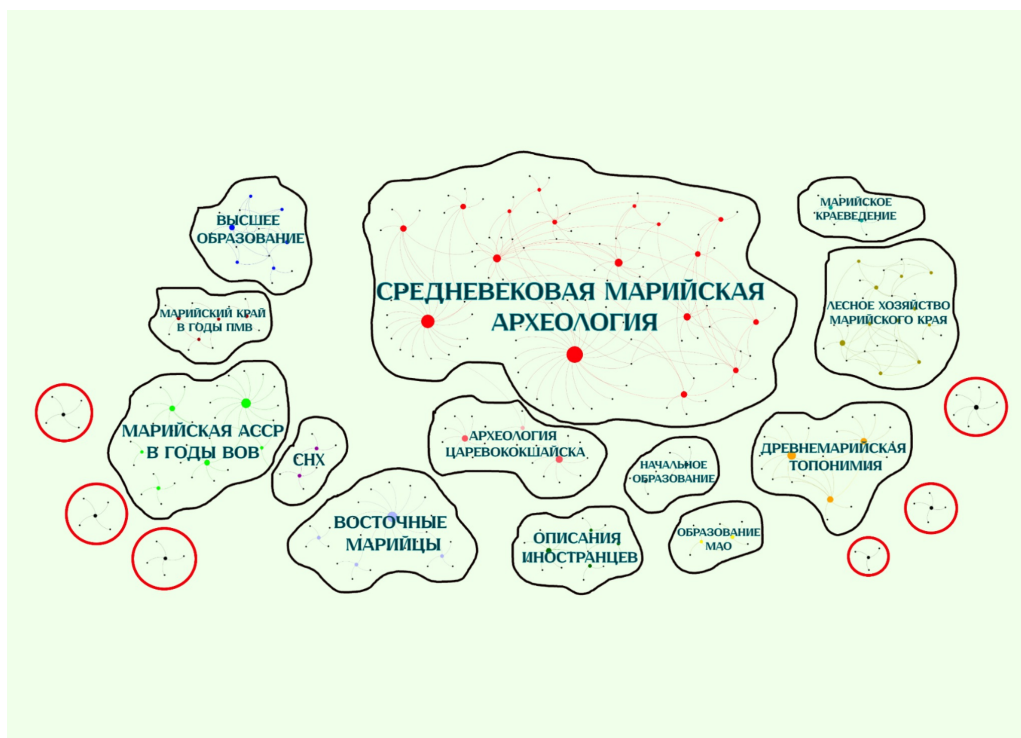 ВЫСШЕЕ
ОБРАЗОВАНИЕ
МАРИЙСКИЙ КРАЙ
В ГОДЫ ПМВ
СРЕДНЕВЕКОВАЯ МАРИЙСКАЯ
АРХЕОЛОГИЯ
МАРИЙСКОЕ
КРАЕВЕДЕНИЕ
ЛЕСНОЕ ХОЗЯЙСТВО
МАРИЙСКОГО КРАЯ
МАРИЙСКАЯ АССР
В ГОДЫ ВОВ
СНХ
АРХЕОЛОГИЯ
ЦАРЕВОКОКШАЙСКА
НАЧАЛЬНОЕ
ОБРАЗОВАНИЕ
ДРЕВНЕМАРИЙСКАЯ
ТОПОНИМИЯ
ВОСТОЧНЫЕ
МАРИЙЦЫ
ОПИСАНИЯ
ИНОСТРАНЦЕВ
ОБРАЗОВАНИЕ
МАО